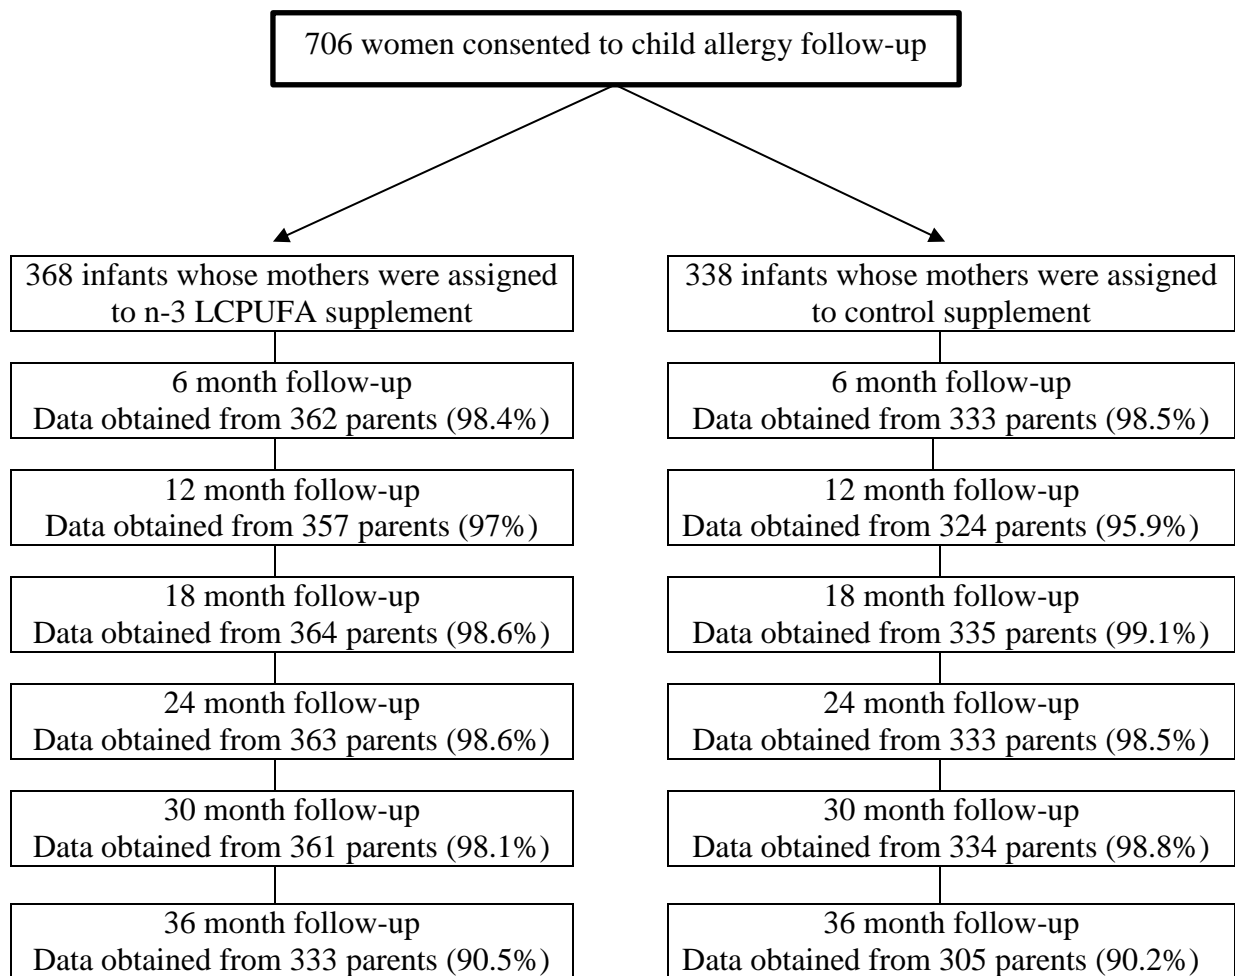 706 women consented to child allergy follow-up
368 infants whose mothers were assigned
to n-3 LCPUFA supplement
338 infants whose mothers were assigned
to control supplement
6 month follow-up
Data obtained from 362 parents (98.4%)
6 month follow-up
Data obtained from 333 parents (98.5%)
12 month follow-up
Data obtained from 357 parents (97%)
12 month follow-up
Data obtained from 324 parents (95.9%)
18 month follow-up
Data obtained from 364 parents (98.6%)
18 month follow-up
Data obtained from 335 parents (99.1%)
24 month follow-up
Data obtained from 363 parents (98.6%)
24 month follow-up
Data obtained from 333 parents (98.5%)
30 month follow-up
Data obtained from 361 parents (98.1%)
30 month follow-up
Data obtained from 334 parents (98.8%)
36 month follow-up
Data obtained from 333 parents (90.5%)
36 month follow-up
Data obtained from 305 parents (90.2%)